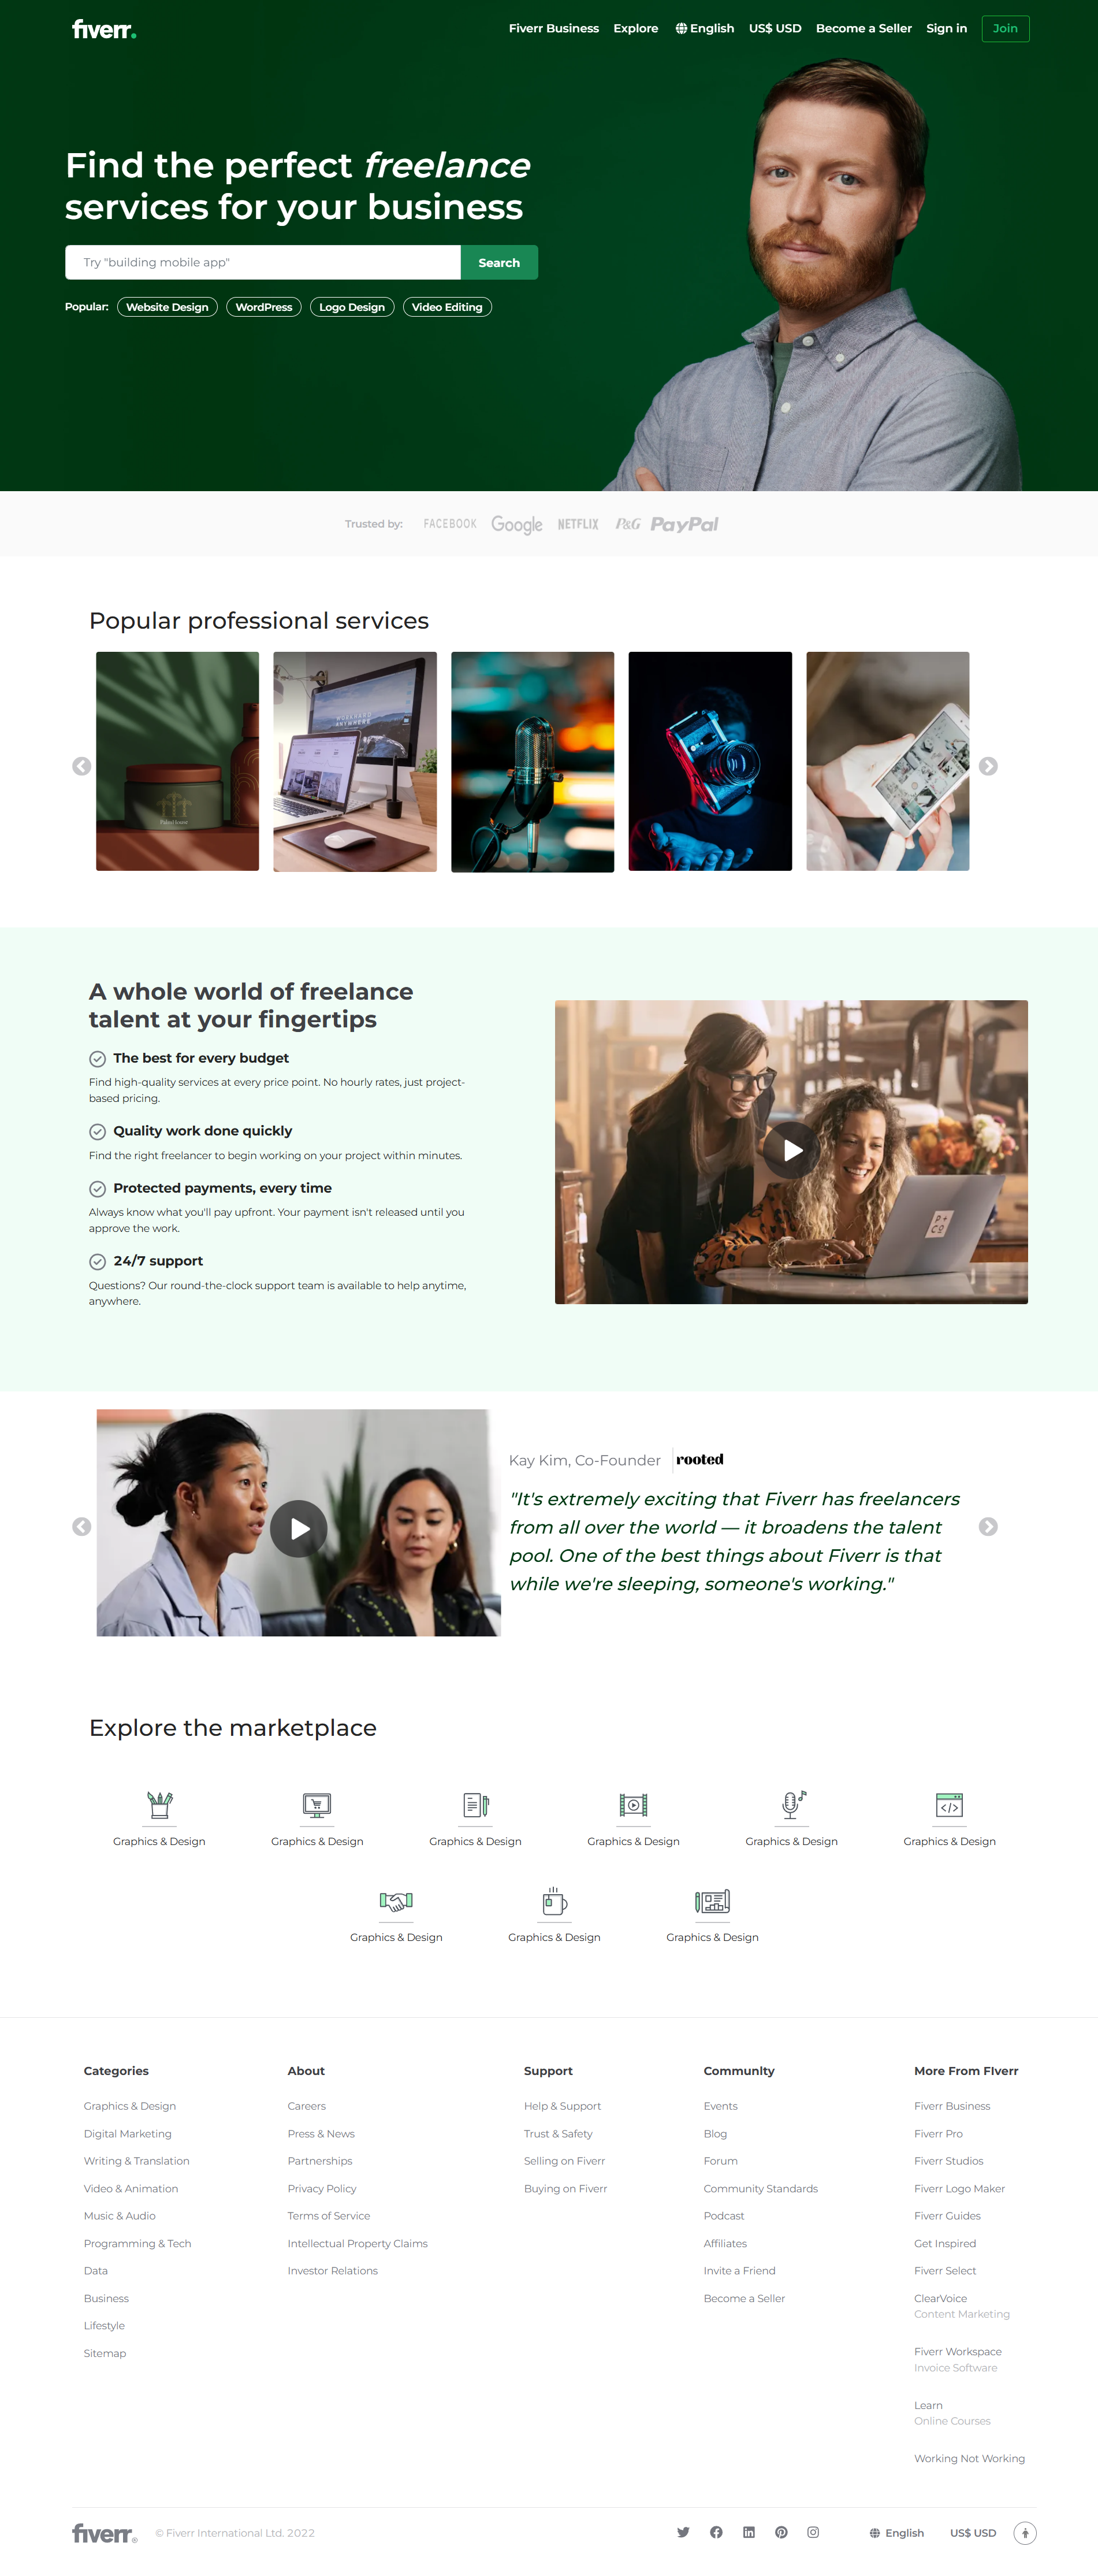 fiverr.
Fiverr Business Explore English US$ USD Become a Seller Sign in Join
Find the perfect freelance
services for your business
Try "building mobile app" Search
Popular: Website Design WordPress Logo Design Video Editing
Trusted by: FACEBOOK Google NETFLIX P&G PayPal
Popular professional services
A whole world of freelance
talent at your fingertips
The best for every budget
Find high-quality services at every price point. No hourly rates, just project-
based pricing.
Quality work done quickly
Find the right freelancer to begin working on your project within minutes.
Protected payments, every time
Always know what you'll pay upfront. Your payment isn't released until you
approve the work.
24/7 support
Questions? Our round-the-clock support team is available to help anytime,
anywhere.
P+
CO
Kay Kim, Co-Founder rooted
"It's extremely exciting that Fiverr has freelancers
from all over the world — it broadens the talent
pool. One of the best things about Fiverr is that
while we're sleeping, someone's working."
Explore the marketplace
Graphics & Design Graphics & Design Graphics & Design Graphics & Design Graphics & Design Graphics & Design
Graphics & Design Graphics & Design Graphics & Design
Categories
Graphics & Design
Digital Marketing
Writing & Translation
Video & Animation
Music & Audio
Programming & Tech
Data
Business
Lifestyle
Sitemap
About
Careers
Press & News
Partnerships
Privacy Policy
Terms of Service
Intellectual Property Claims
Investor Relations
Support
Help & Support
Trust & Safety
Selling on Fiverr
Buying on Fiverr
CommunIty
Events
Blog
Forum
Community Standards
Podcast
Affiliates
Invite a Friend
Become a Seller
More From FIverr
Fiverr Business
Fiverr Pro
Fiverr Studios
Fiverr Logo Maker
Fiverr Guides
Get Inspired
Fiverr Select
ClearVoice
Content Marketing
Fiverr Workspace
Invoice Software
Learn
Online Courses
Working Not Working
fiverr® © Fiverr International Ltd. 2022 English US$ USD